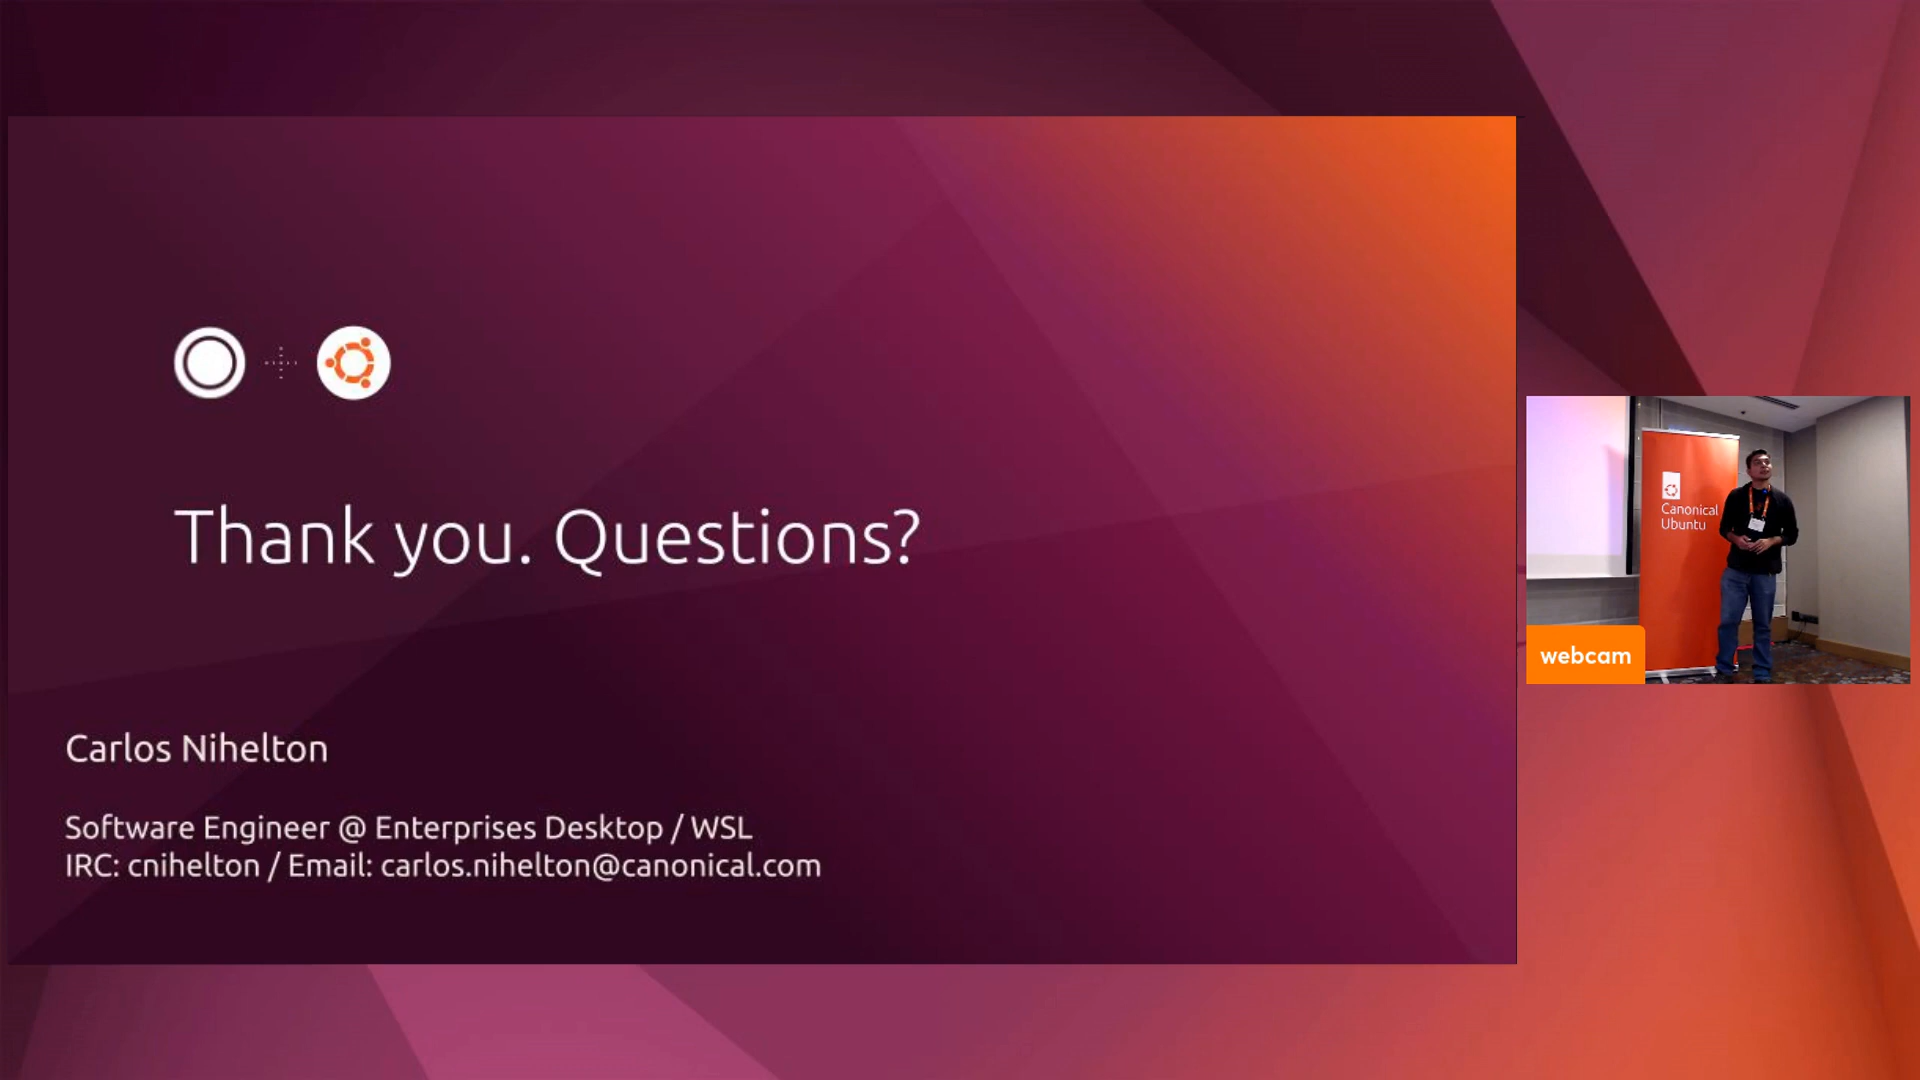 Thank you. Questions?
Carlos Nihelton
Software Engineer @ Enterprises Desktop / WSL
IRC: cnihelton / Email: carlos.nihelton@canonical.com
Canonical
Ubuntu
webcam